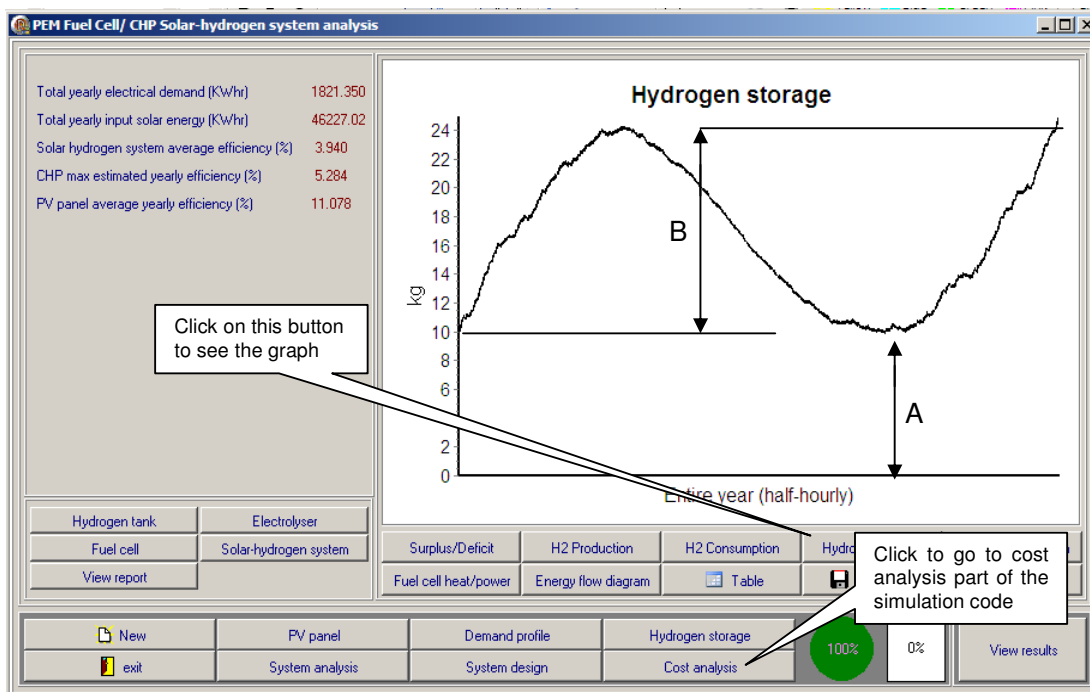 PEM Fuel Cell/ CHP Solar-hydrogen system analysis
Total yearly electrical demand (KWhr) 1821.350
Total yearly input solar energy (KWhr) 46227.02
Solar hydrogen system average efficiency (%) 3.940
CHP max estimated yearly efficiency (%) 5.284
PV panel average yearly efficiency (%) 11.078
Hydrogen storage
24
22
20
18
16
14
12
10
8
6
2
0
kg
B
A
Entire year (half-hourly)
Click on this button
to see the graph
Hydrogen tank
Electrolyser
Fuel cell
Solar-hydrogen system
View report
Surplus/Deficit
H2 Production
H2 Consumption
Fuel cell heat/power
Energy flow diagram
Table
Click to go to cost
analysis part of the
simulation code
New
PV panel
Demand profile
Hydrogen storage
exit
System analysis
System design
Cost analysis
100%
0%
View results